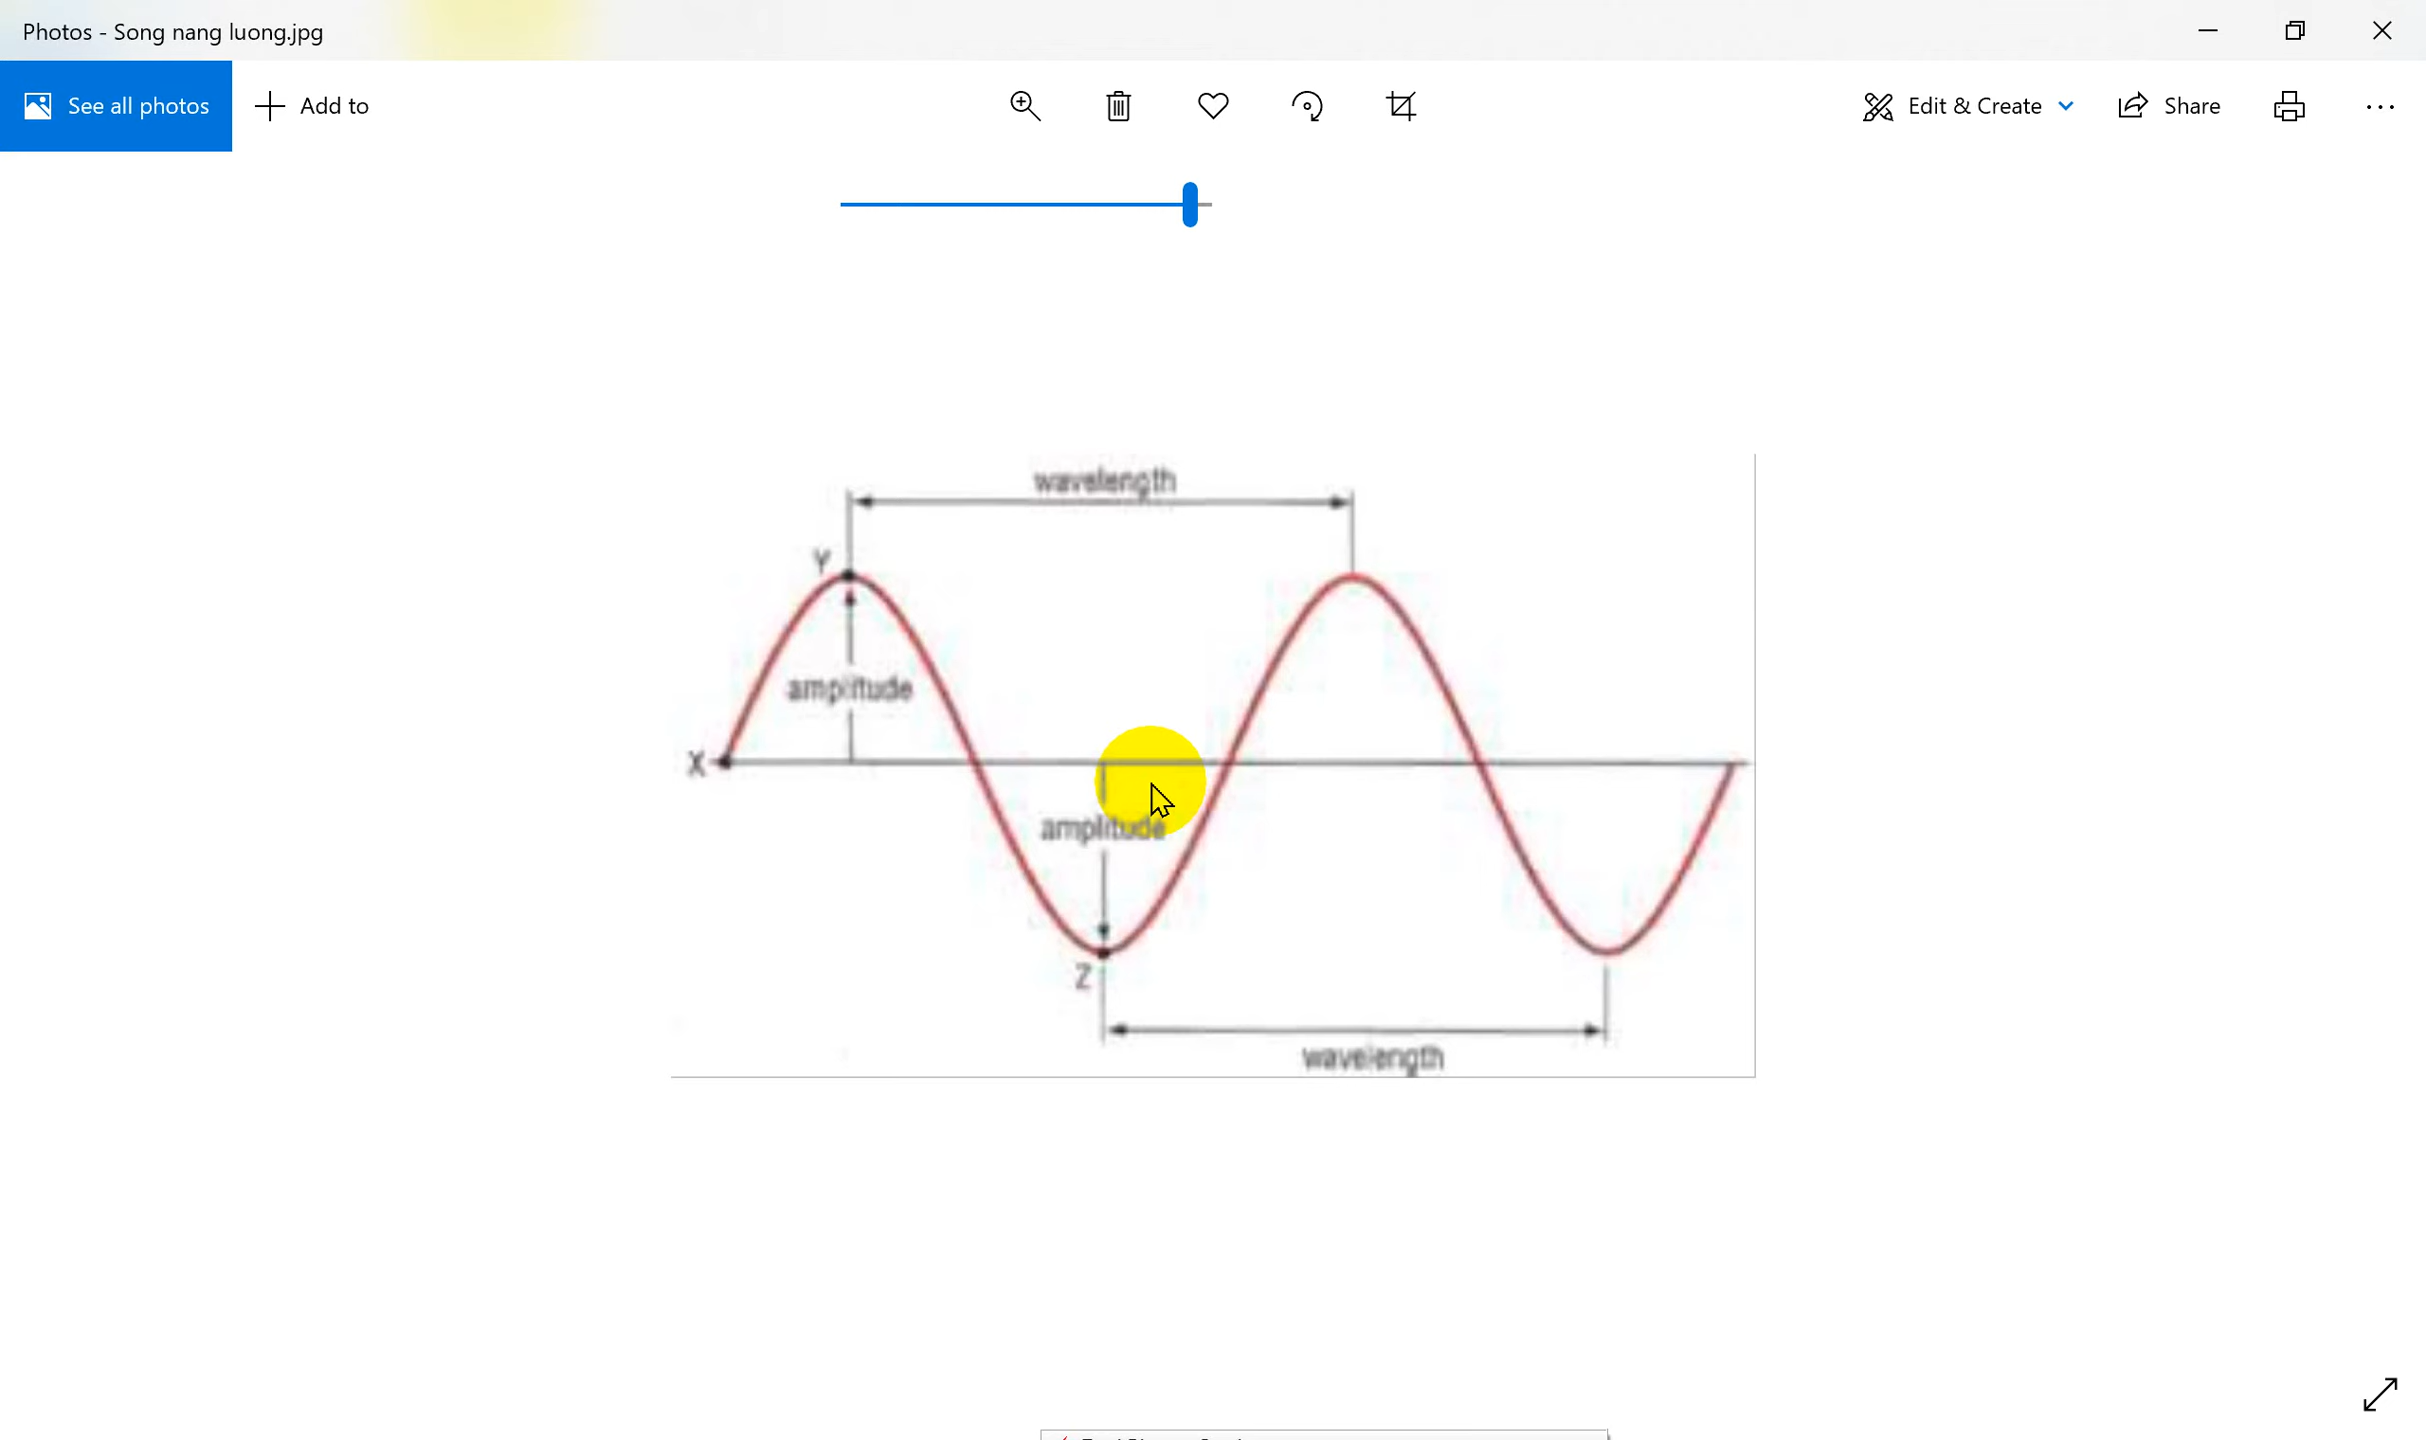 Photos - Song nang luong.jpg
See all photos
Add to
Edit & Create
Share
wavelength
Y
amplitude
X
amplitude
Z
wavelength